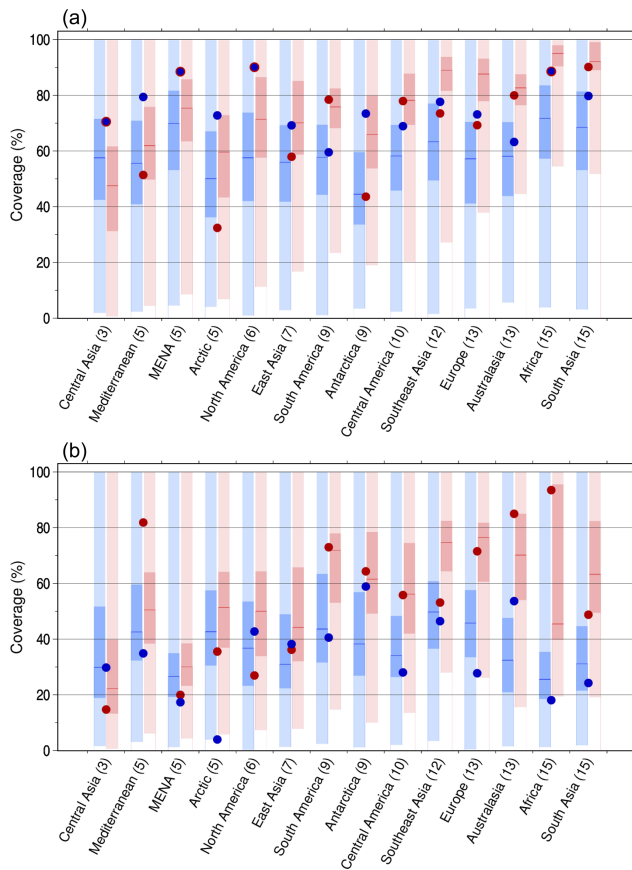 (a)
100
80
60
40
20
0
Coverage (%)
Central Asia (3)
Mediterranean (5)
MENA (5)
Arctic (5)
North America (6)
East Asia (7)
South America (9)
Antarctica (9)
Central America (10)
Southeast Asia (12)
Europe (13)
Australasia (13)
Africa (15)
South Asia (15)
(b)
100
80
60
40
20
0
Coverage (%)
Central Asia (3)
Mediterranean (5)
MENA (5)
Arctic (5)
North America (6)
East Asia (7)
South America (9)
Antarctica (9)
Central America (10)
Southeast Asia (12)
Europe (13)
Australasia (13)
Africa (15)
South Asia (15)